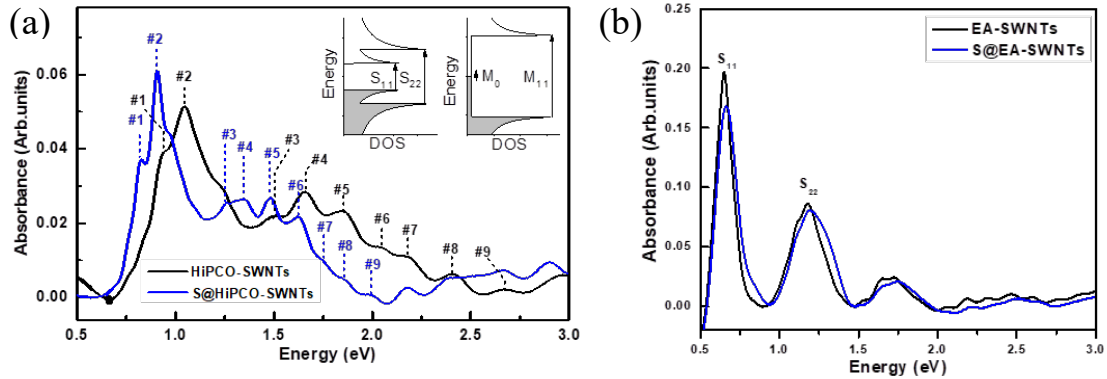 (a)
Absorbance (Arb.units)
0.06
0.04
0.02
0.00
#2
#1
#2
#1
#3
#4
#5
#3
#4
#6
#5
#7
#6
#8
#7
#9
#8
#9
Energy
S11
S22
DOS
Energy
M0
M11
DOS
HiPCO-SWNTs
S@HiPCO-SWNTs
0.5 1.0 1.5 2.0 2.5 3.0
Energy (eV)
(b)
Absorbance (Arb.units)
0.25
0.20
0.15
0.10
0.05
0.00
EA-SWNTs
S@EA-SWNTs
S11
S22
0.5 1.0 1.5 2.0 2.5 3.0
Energy (eV)